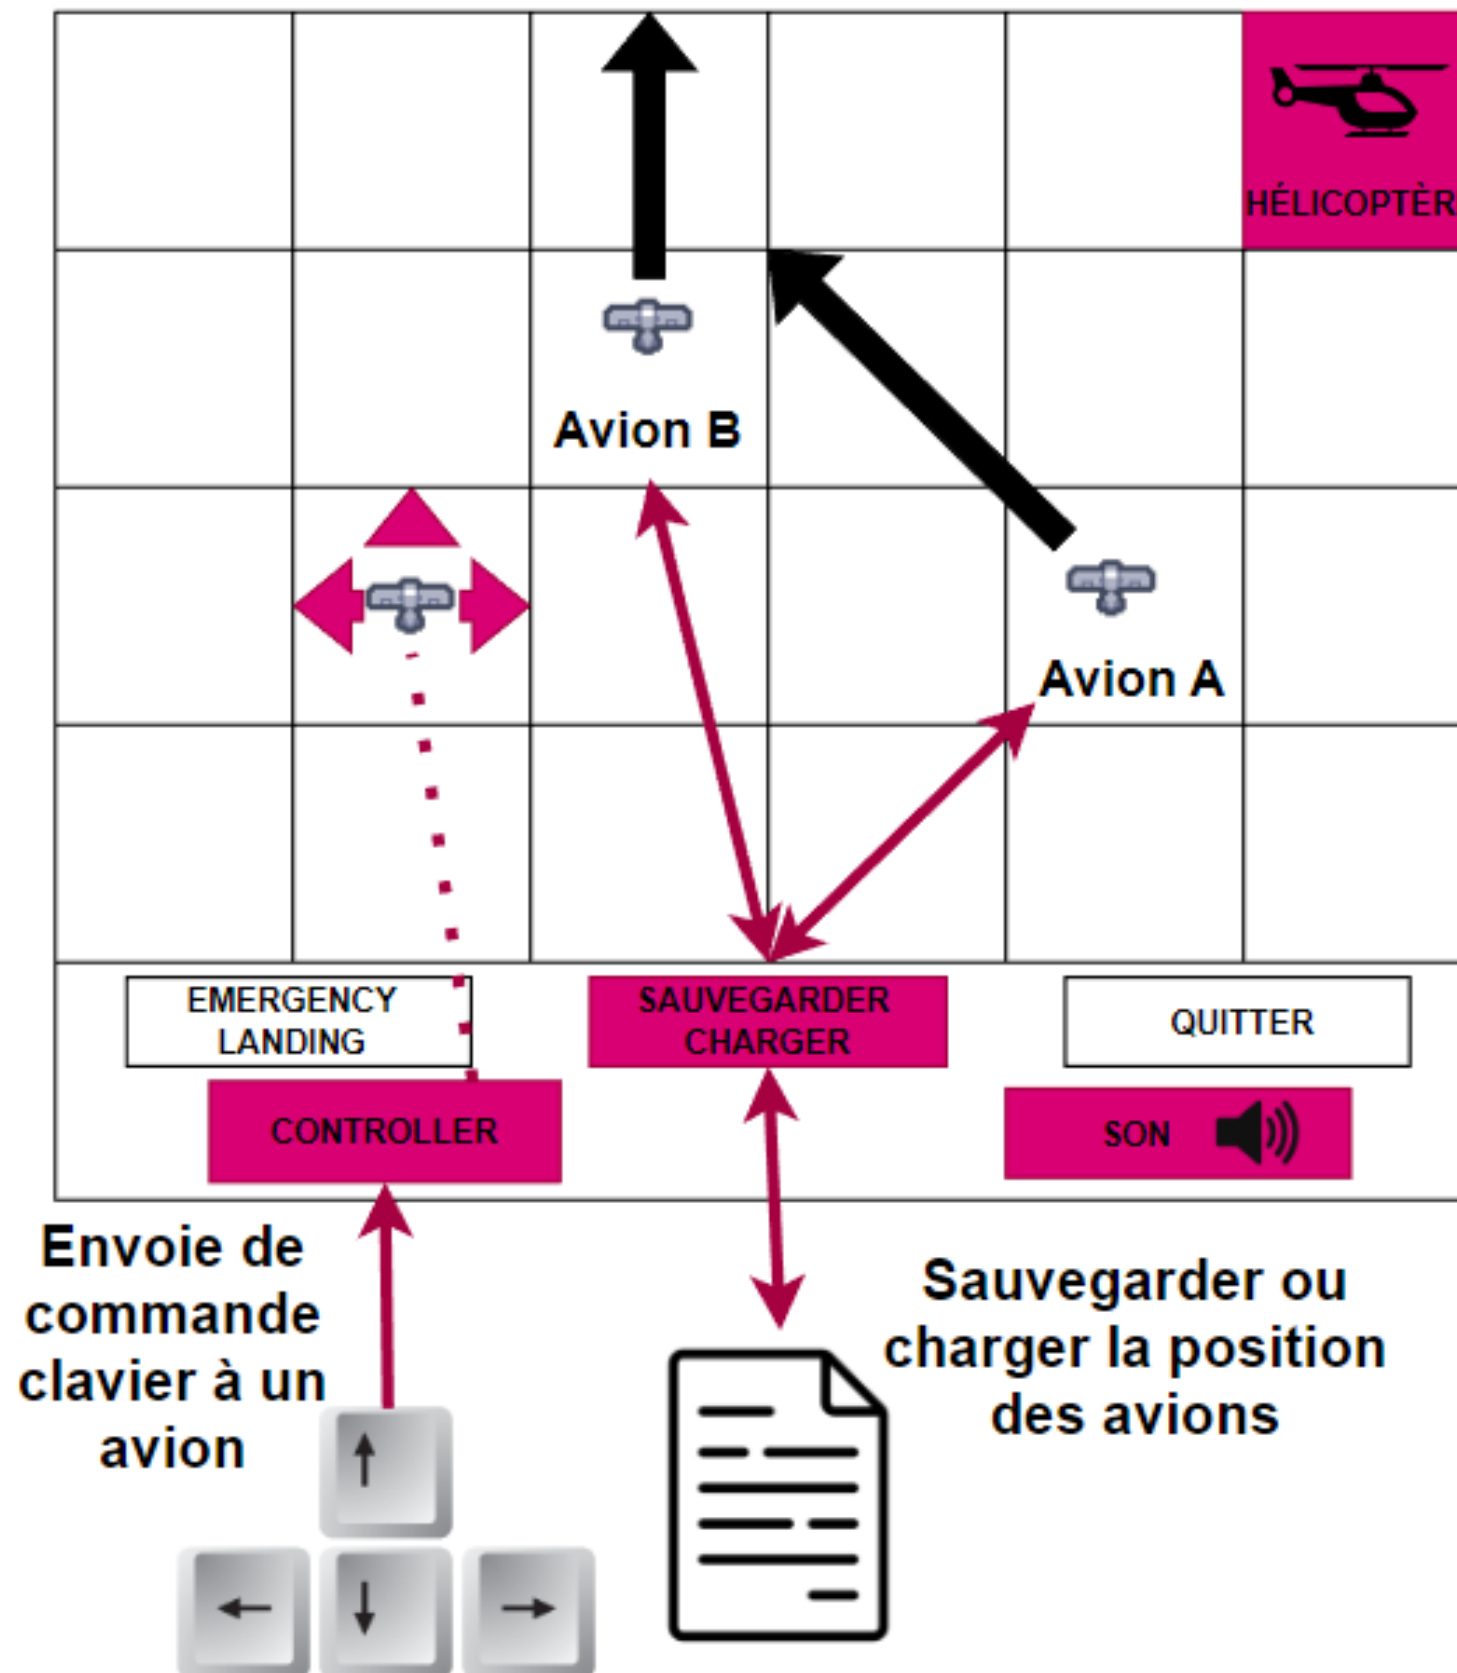 HÉLICOPTÈR
Avion B
Avion A
EMERGENCY
LANDING
SAUVEGARDER
CHARGER
QUITTER
CONTROLLER
SON
Envoie de
commande
clavier à un
avion
Sauvegarder ou
charger la position
des avions